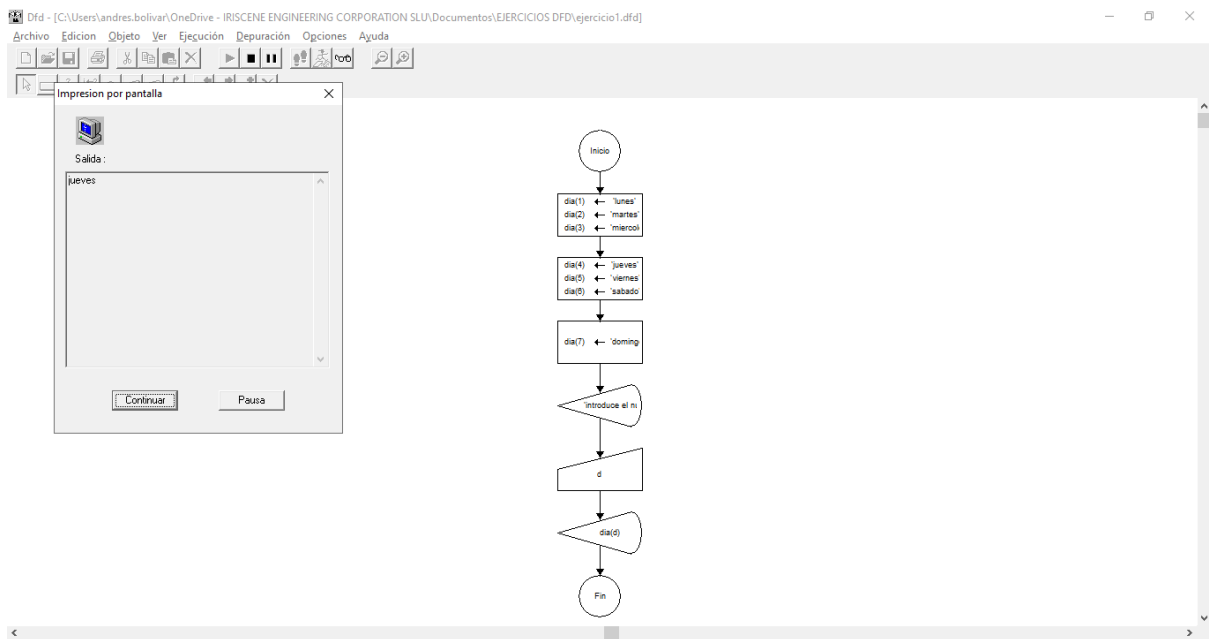 Dfd - [C:\Users\andres.bolivar\OneDrive - IRISCENE ENGINEERING CORPORATION SLU\Documentos\EJERCICIOS DFD\ejercicio1.dfd]
Archivo Edicion Objeto Ver Ejecución Depuración Opciones Ayuda
Impresion por pantalla
Salida :
jueves
Continuar Pausa
Inicio
dia(1) ← 'lunes'
dia(2) ← 'martes'
dia(3) ← 'miercol
dia(4) ← 'jueves'
dia(5) ← 'viernes
dia(6) ← 'sabado
dia(7) ← 'doming
'introduce el nu
d
dia(d)
Fin